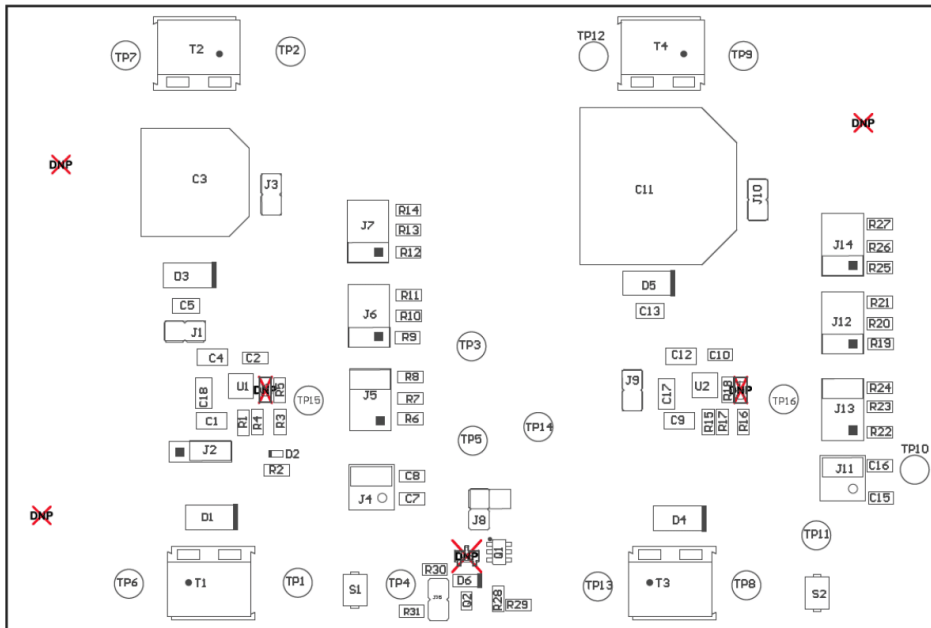 TP7
T2
TP2
TP12
T4
TP9
DNP
DNP
C3
J3
C11
J10
J7
R14
R13
R12
J14
R27
R26
R25
D3
D5
C5
C13
J6
R11
R10
R9
J12
R21
R20
R19
J1
TP3
C4
C2
C12
C10
C18
U1
DNP
R5
TP15
J5
R8
R7
R6
J9
C17
U2
R18
DNP
TP16
J13
R24
R23
R22
C1
R1
R4
R3
TP14
C9
R15
R17
R16
J2
D2
R2
TP5
TP10
J4
C8
C7
J11
C16
C15
DNP
D1
J8
D4
TP11
DNP
Q1
TP6
T1
TP1
S1
TP4
R30
D6
TP13
T3
TP8
S2
R31
Q2
R28
R29